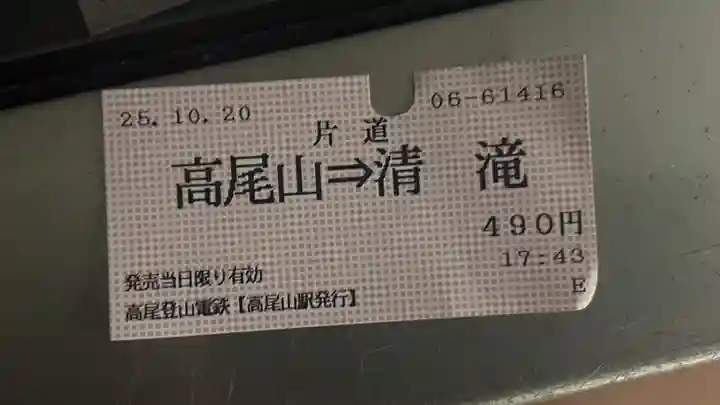 25.10.20 06-61416
片道
高尾山⇒清 滝
490円
17:43
発売当日限り有効 E
高尾登山電鉄【高尾山駅発行】